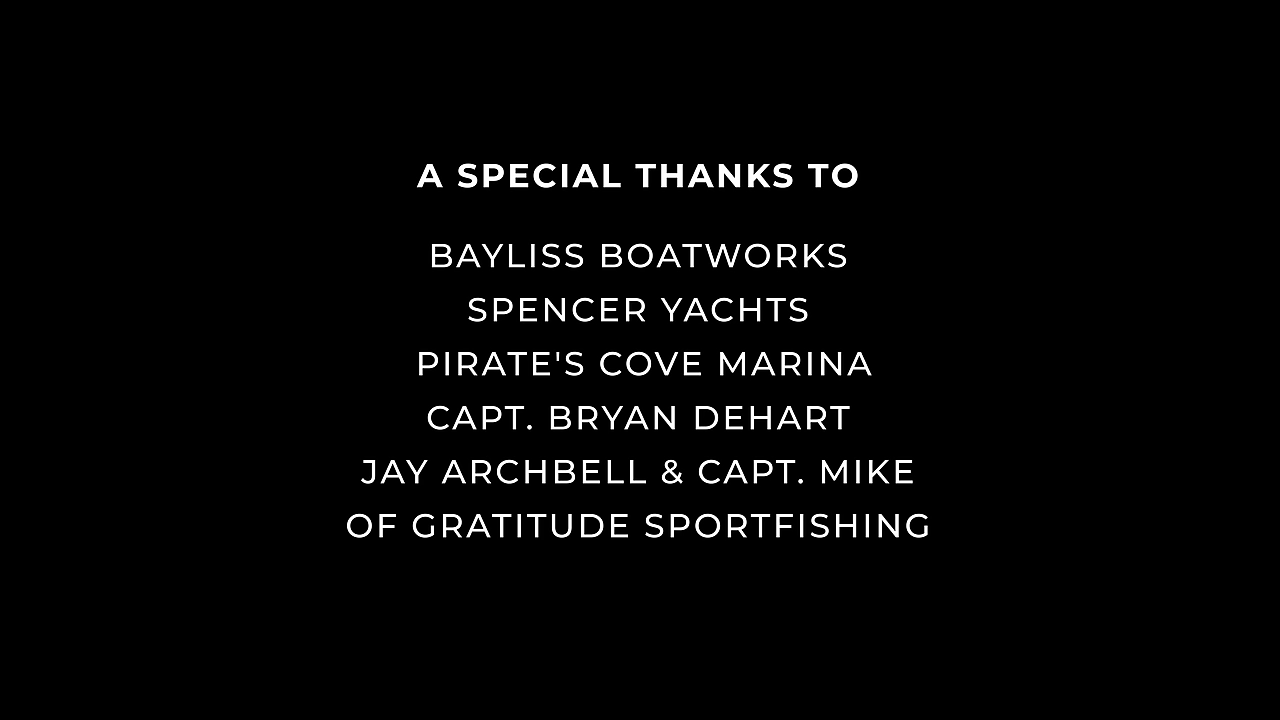 A SPECIAL THANKS TO
BAYLISS BOATWORKS
SPENCER YACHTS
PIRATE'S COVE MARINA
CAPT. BRYAN DEHART
JAY ARCHBELL & CAPT. MIKE
OF GRATITUDE SPORTFISHING